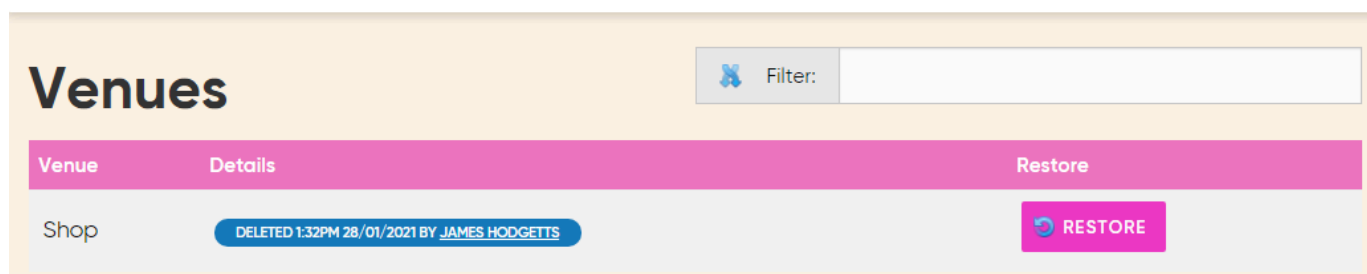 Venues
Filter:
Venue Details Restore
Shop DELETED 1:32PM 28/01/2021 BY JAMES HODGETTS RESTORE